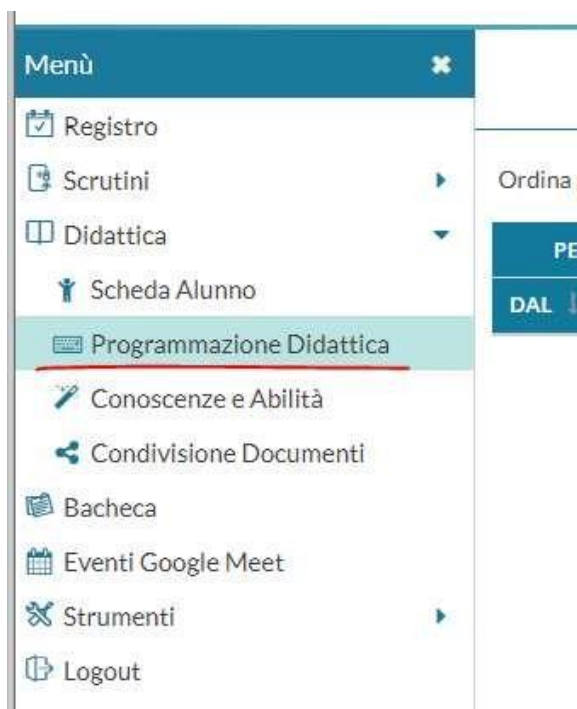 Menù
Registro
Scrutini
Ordina
Didattica
PE
Scheda Alunno
DAL
Programmazione Didattica
Conoscenze e Abilità
Condivisione Documenti
Bacheca
Eventi Google Meet
Strumenti
Logout